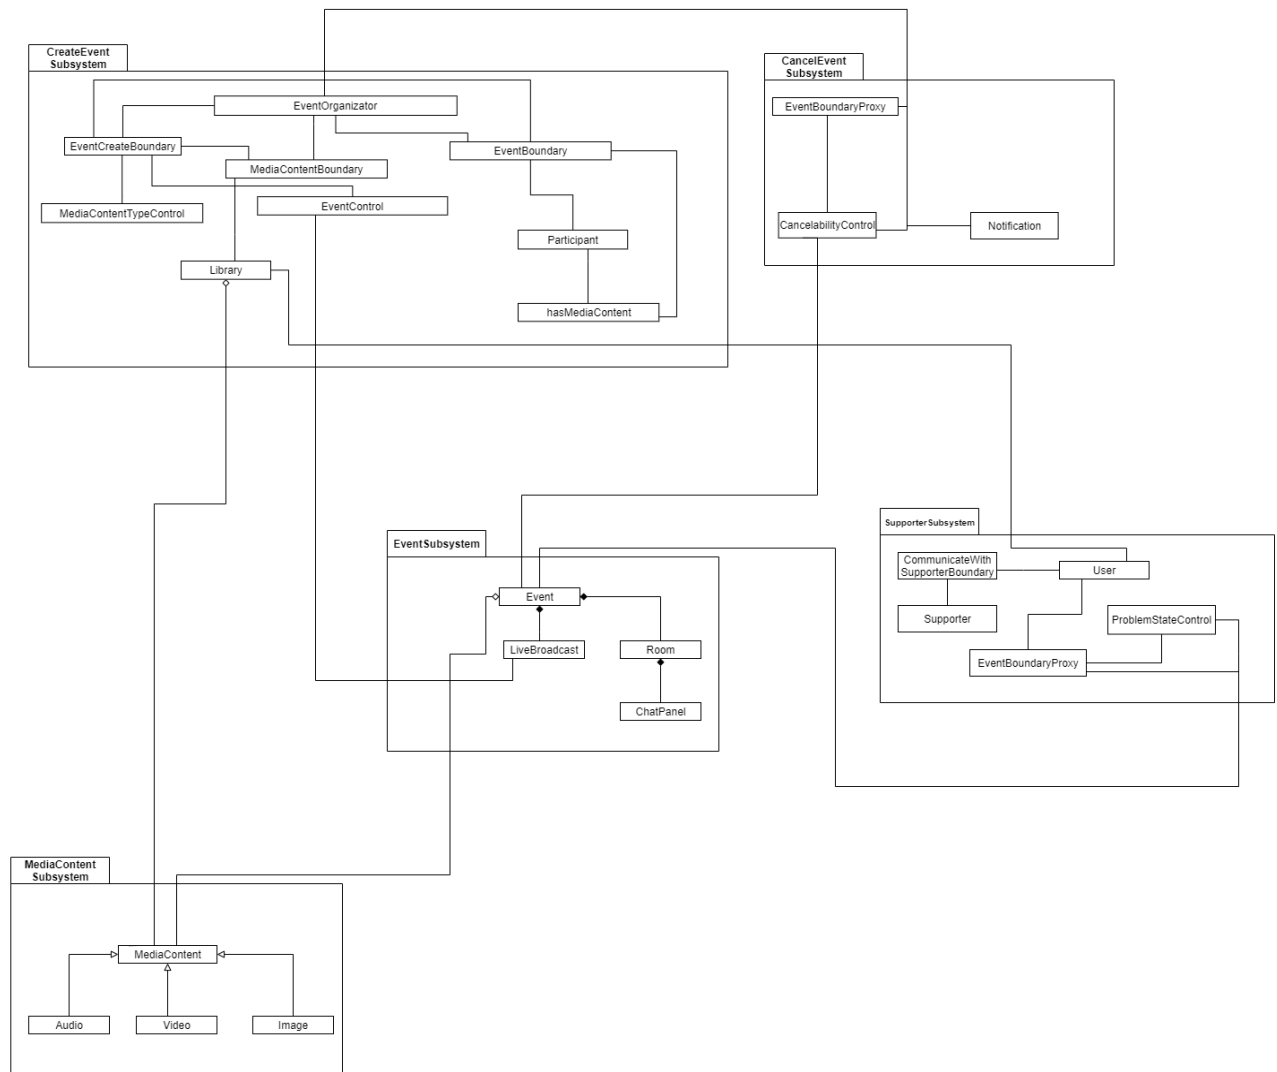 CreateEvent
Subsystem
EventOrganizator
EventCreateBoundary
EventBoundary
MediaContentBoundary
MediaContentTypeControl
EventControl
Participant
Library
hasMediaContent
CancelEvent
Subsystem
EventBoundaryProxy
CancelabilityControl
Notification
EventSubsystem
Event
LiveBroadcast
Room
ChatPanel
SupporterSubsystem
CommunicateWith
SupporterBoundary
User
Supporter
ProblemStateControl
EventBoundaryProxy
MediaContent
Subsystem
MediaContent
Audio
Video
Image